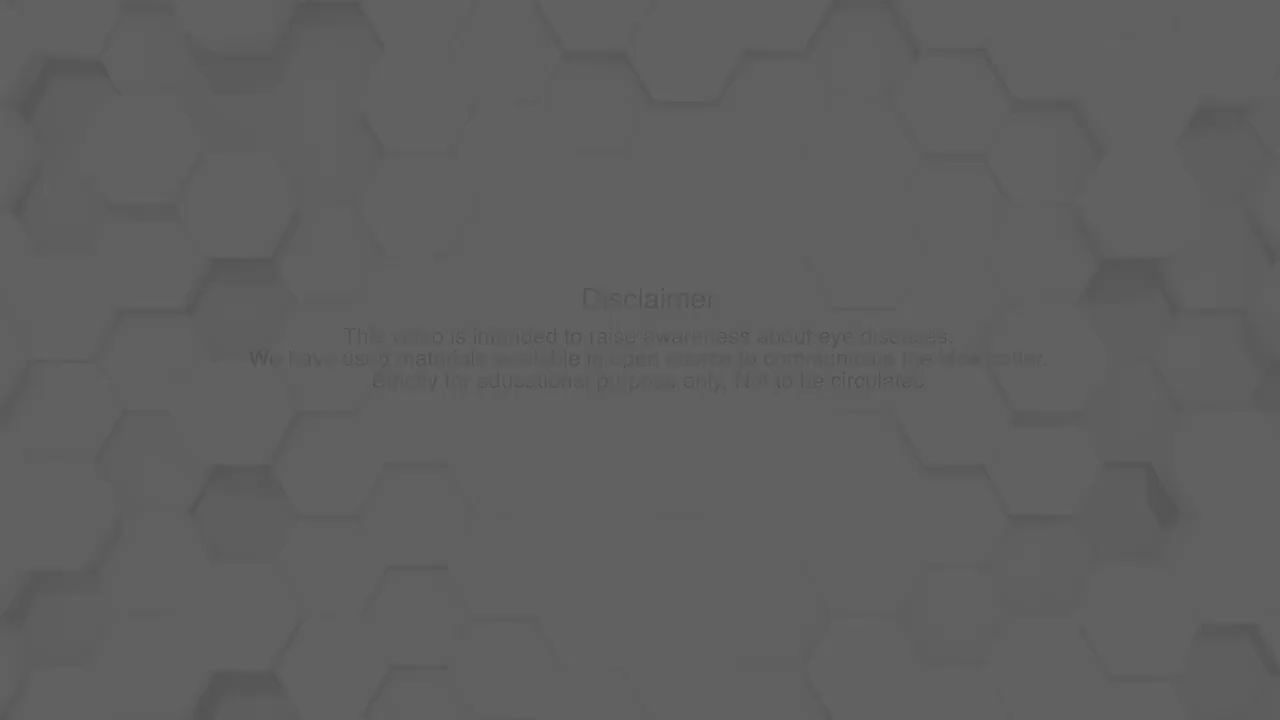 Disclaimer
This video is intended to raise awareness about eye diseases.
We have used materials available in open source to communicate the idea better.
Strictly for educational purpose only, Not to be circulated